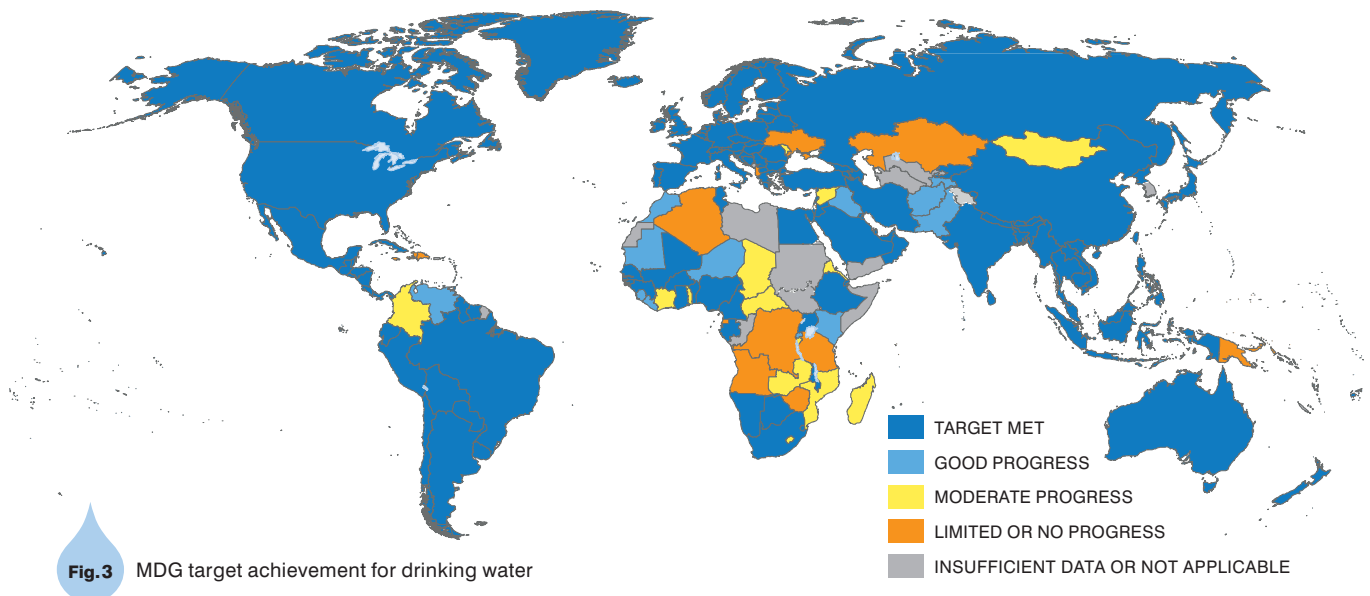 TARGET MET
GOOD PROGRESS
MODERATE PROGRESS
LIMITED OR NO PROGRESS
INSUFFICIENT DATA OR NOT APPLICABLE
Fig.3 MDG target achievement for drinking water